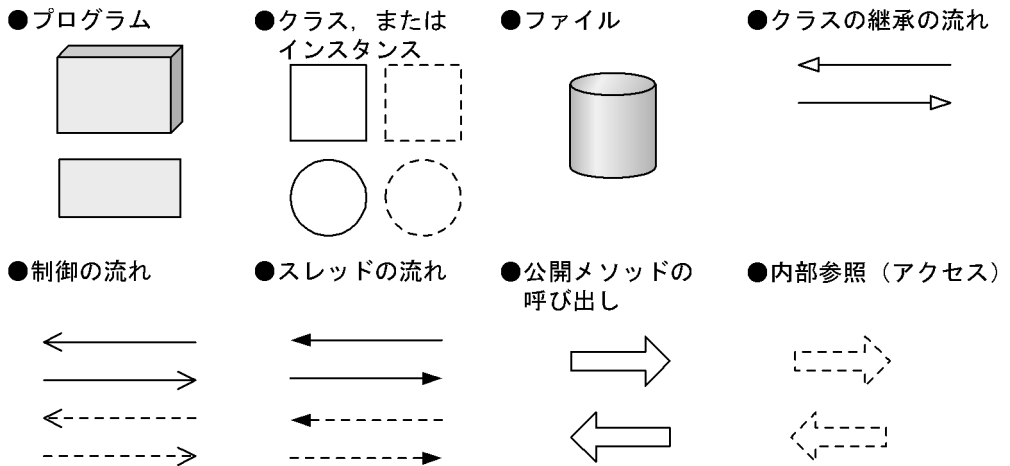 ●プログラム
●クラス，または
インスタンス
●ファイル
●クラスの継承の流れ
●制御の流れ
●スレッドの流れ
●公開メソッドの
呼び出し
●内部参照（アクセス）